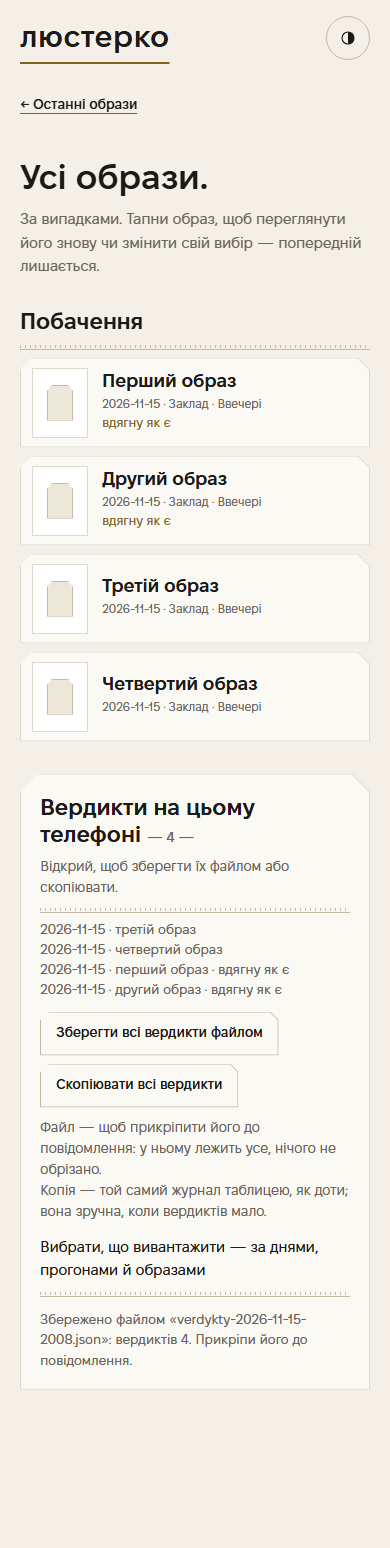 люстерко
← Останні образи
Усі образи.
За випадками. Тапни образ, щоб переглянути
його знову чи змінити свій вибір — попередній
лишається.
Побачення
Перший образ
2026-11-15 · Заклад · Ввечері
вдягну як є
Другий образ
2026-11-15 · Заклад · Ввечері
вдягну як є
Третій образ
2026-11-15 · Заклад · Ввечері
Четвертий образ
2026-11-15 · Заклад · Ввечері
Вердикти на цьому
телефоні — 4 —
Відкрий, щоб зберегти їх файлом або
скопіювати.
2026-11-15 · третій образ
2026-11-15 · четвертий образ
2026-11-15 · перший образ · вдягну як є
2026-11-15 · другий образ · вдягну як є
Зберегти всі вердикти файлом
Скопіювати всі вердикти
Файл — щоб прикріпити його до
повідомлення: у ньому лежить усе, нічого не
обрізано.
Копія — той самий журнал таблицею, як доти;
вона зручна, коли вердиктів мало.
Вибрати, що вивантажити — за днями,
прогонами й образами
Збережено файлом «verdykty-2026-11-15-
2008.json»: вердиктів 4. Прикріпи його до
повідомлення.